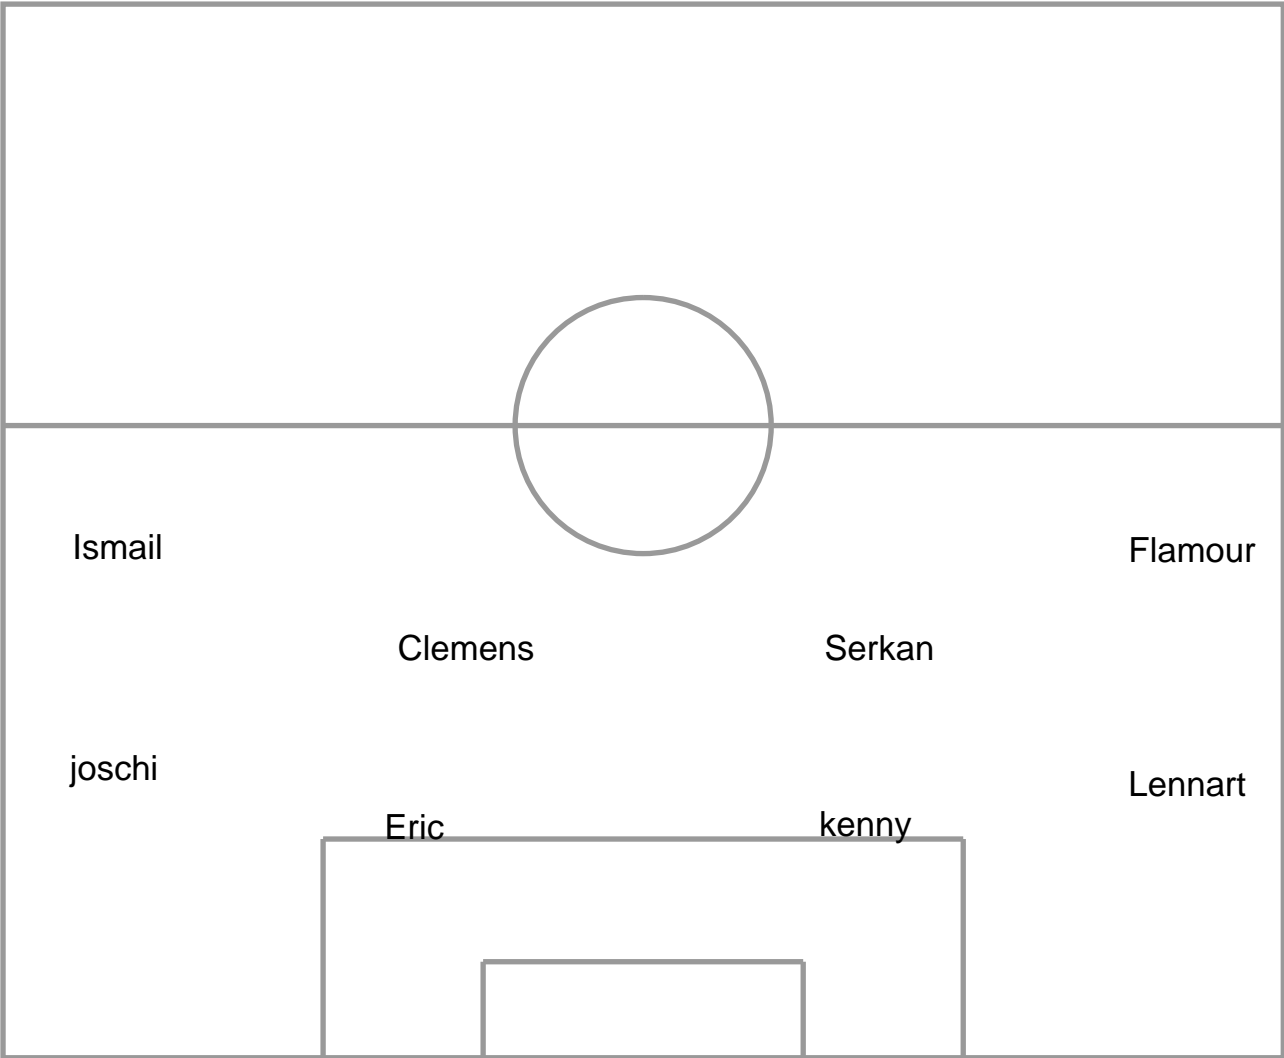 Ismail
Flamour
Clemens
Serkan
joschi
Lennart
Eric
kenny